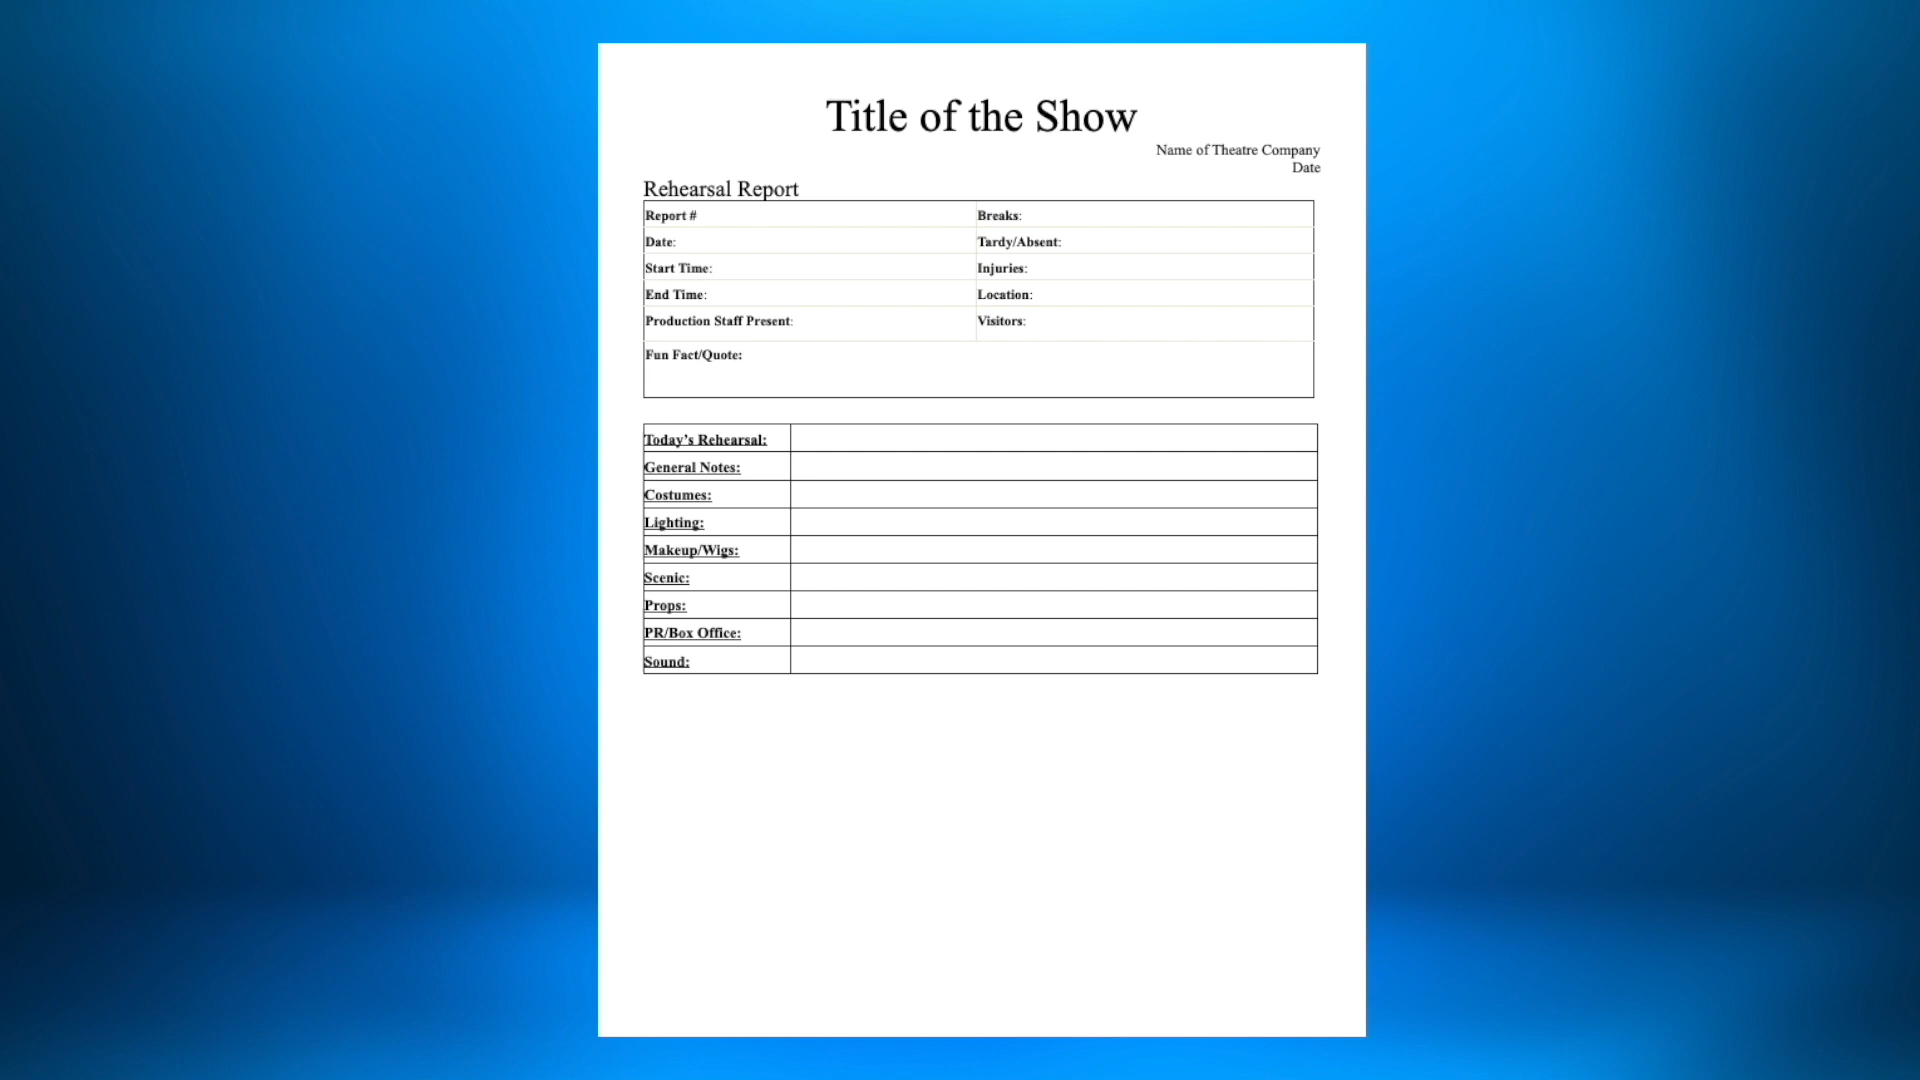 Title of the Show
Name of Theatre Company
Date
Rehearsal Report
Report # Breaks:
Date: Tardy/Absent:
Start Time: Injuries:
End Time: Location:
Production Staff Present: Visitors:
Fun Fact/Quote:
Today’s Rehearsal:
General Notes:
Costumes:
Lighting:
Makeup/Wigs:
Scenic:
Props:
PR/Box Office:
Sound: